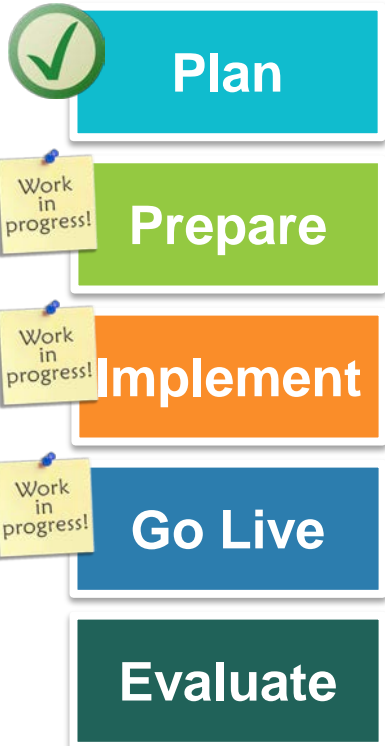 Plan
Work
in
progress!
Prepare
Work
in
progress!
Implement
Work
in
progress!
Go Live
Evaluate